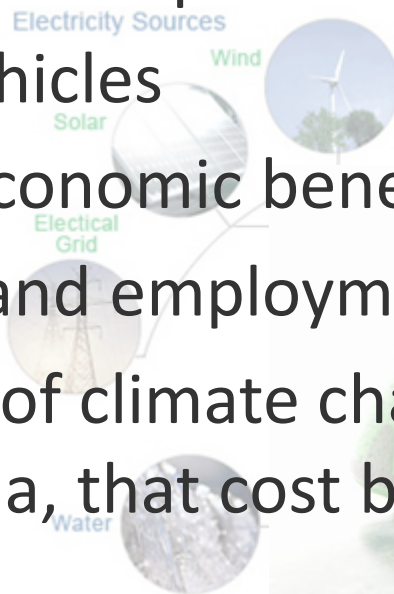 Electricity Sources
Wind
hicles
Solar
conomic bene
Electical
Grid
and employm
of climate cha
a, that cost b
Water